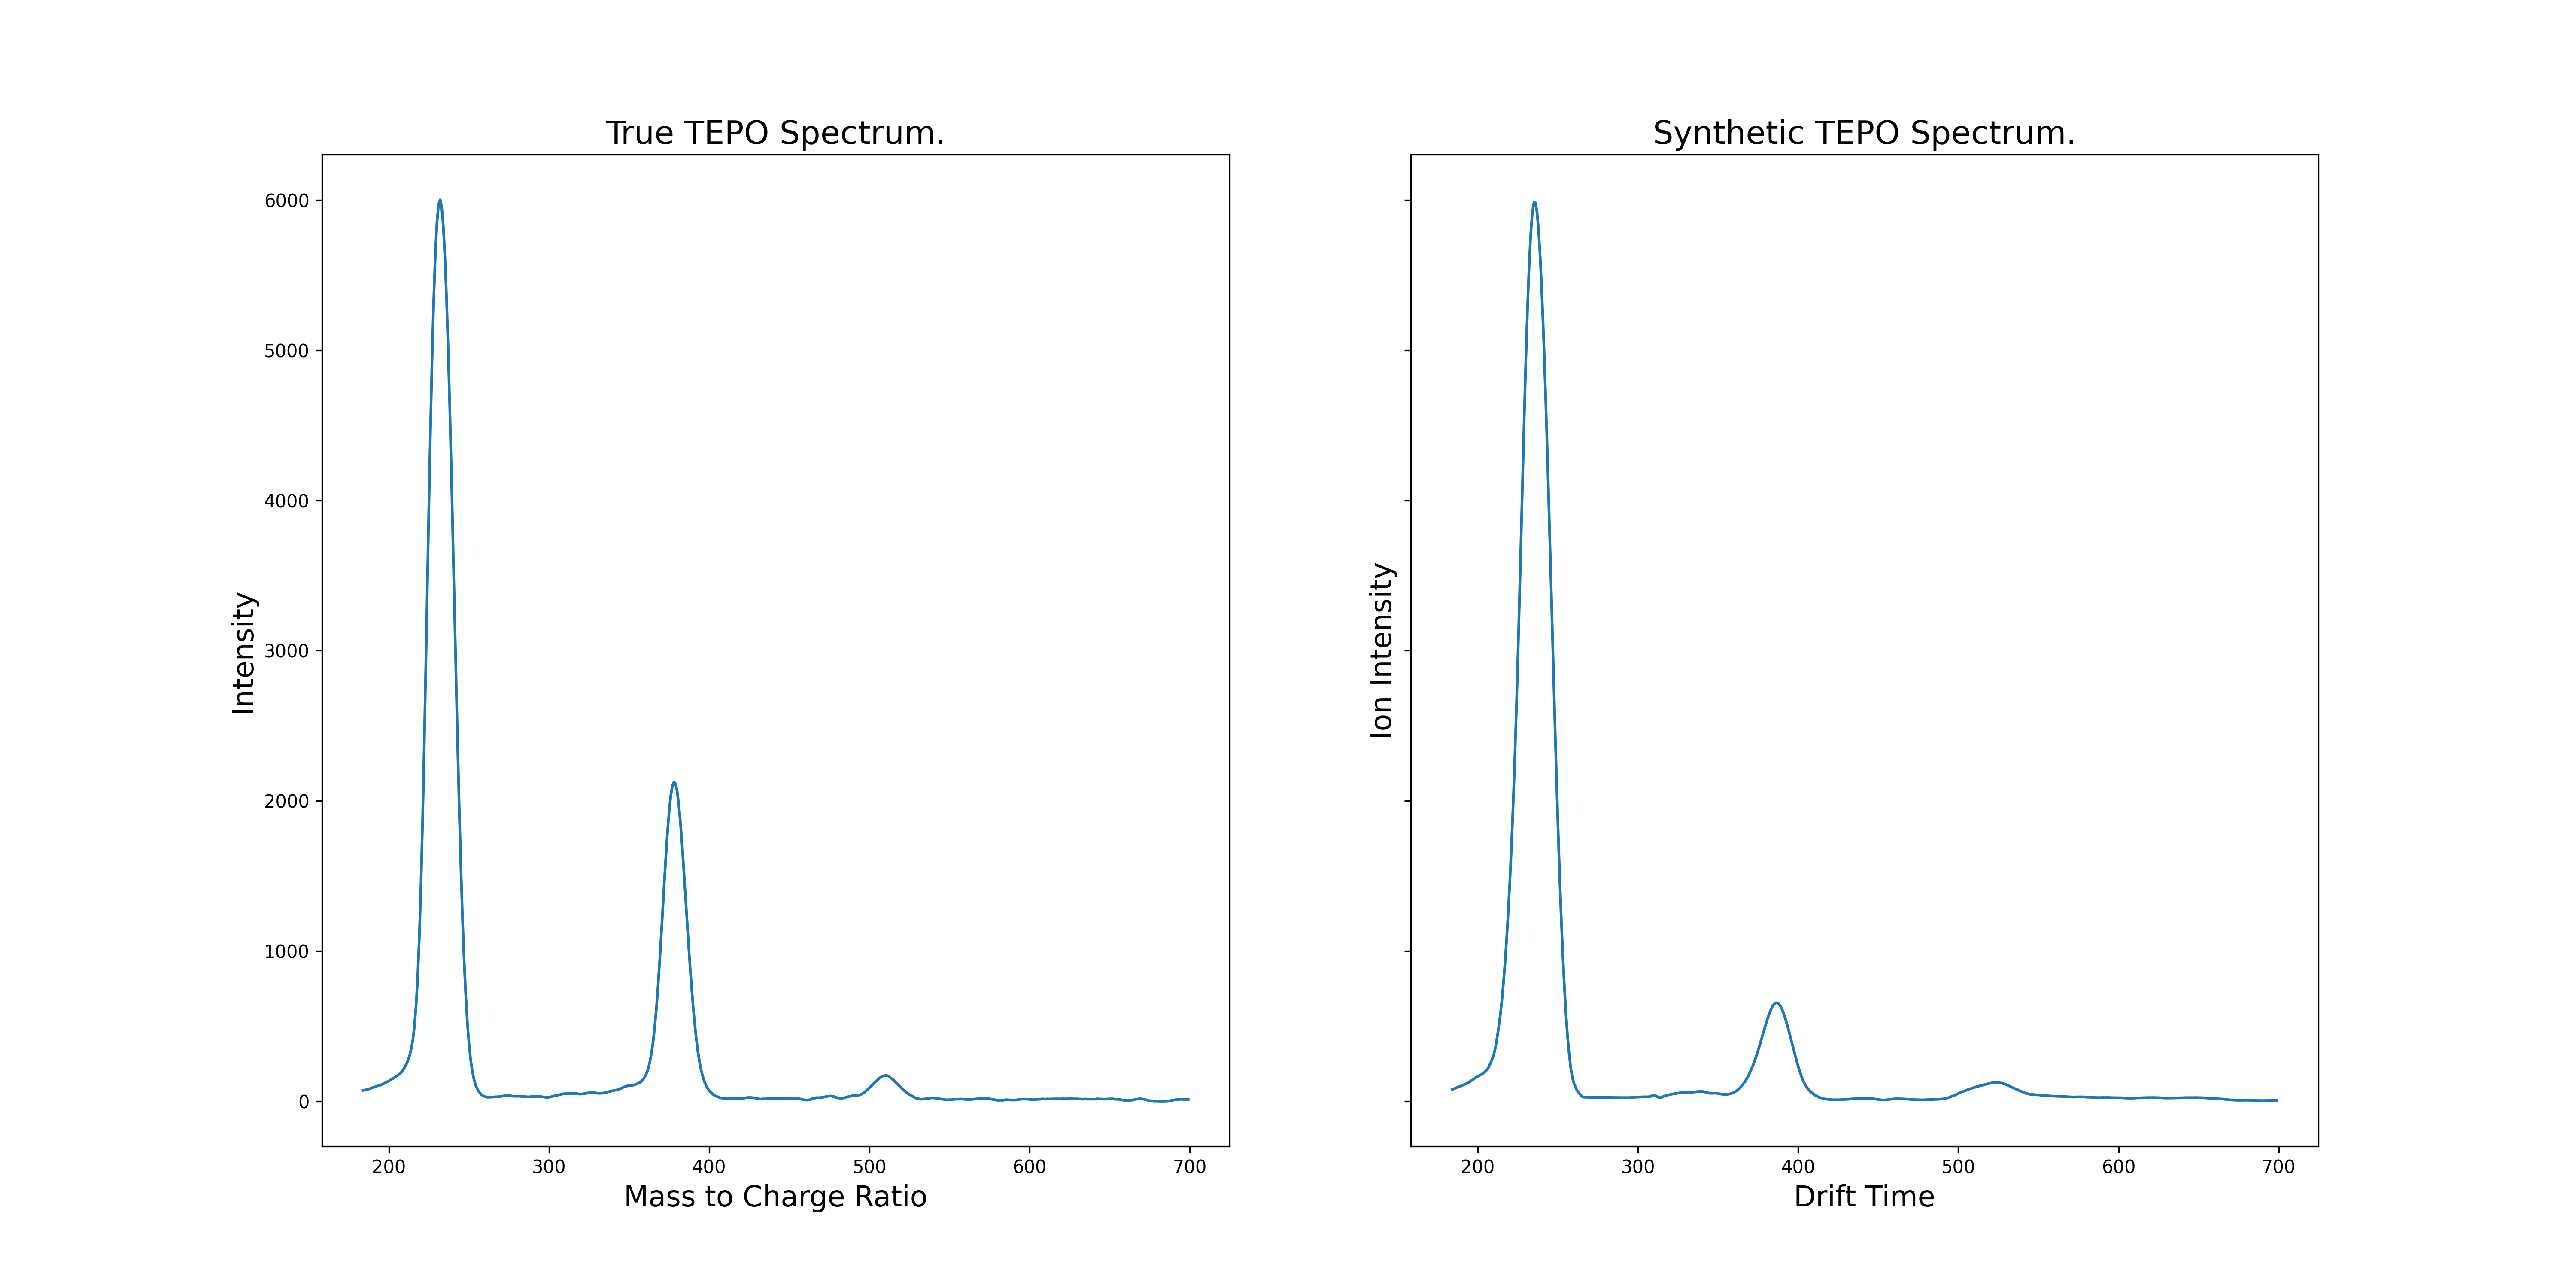 True TEPO Spectrum.
6000
5000
4000
3000
2000
1000
0
Intensity
200 300 400 500 600 700
Mass to Charge Ratio
Synthetic TEPO Spectrum.
Ion Intensity
200 300 400 500 600 700
Drift Time